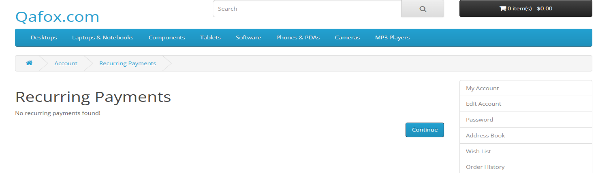 Qafox.com
Search
0 item(s) - $0.00
Desktops Laptops & Notebooks Components Tablets Software Phones & PDAs Cameras MP3 Players
Account Recurring Payments
Recurring Payments
No recurring payments found!
Continue
My Account
Edit Account
Password
Address Book
Wish List
Order History